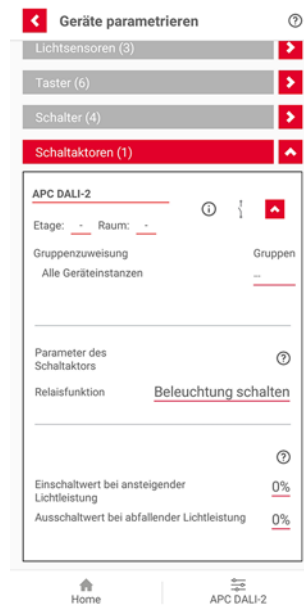 Geräte parametrieren
Lichtsensoren (3)
Taster (6)
Schalter (4)
Schaltaktoren (1)
APC DALI-2
Etage: - Raum: -
Gruppenzuweisung Gruppen
Alle Geräteinstanzen --
Parameter des
Schaltaktors
Relaisfunktion Beleuchtung schalten
Einschaltwert bei ansteigender
Lichtleistung 0%
Ausschaltwert bei abfallender Lichtleistung 0%
Home APC DALI-2